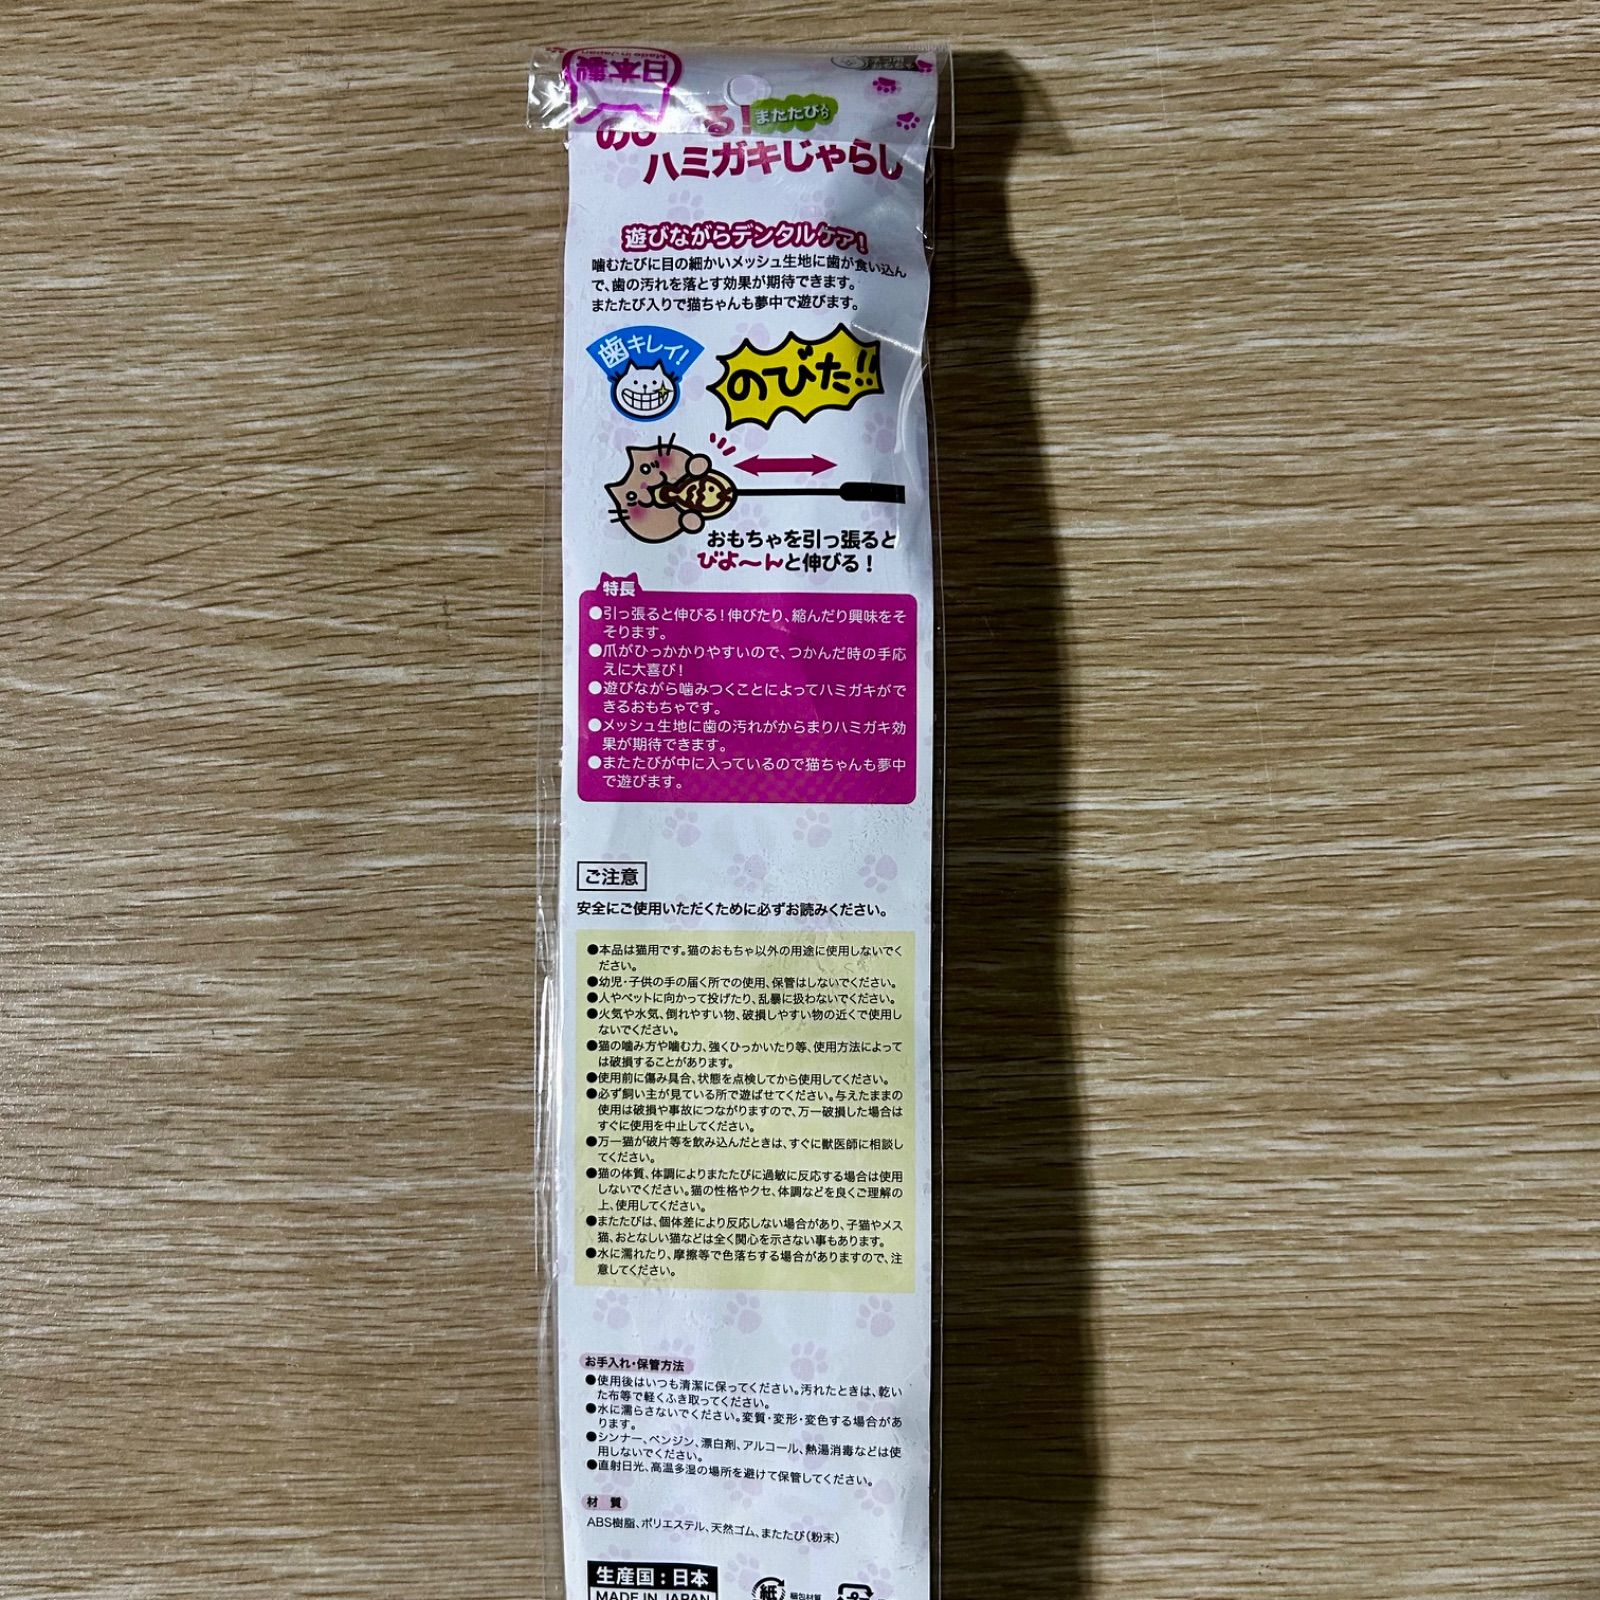 日本製
Made in Japan
る！またたび入り
ハミガキじゃらし
遊びながらデンタルケア！
噛むたびに目の細かいメッシュ生地に歯が食い込ん
で、歯の汚れを落とす効果が期待できます。
またたび入りで猫ちゃんも夢中で遊びます。
歯キレイ！
のびた!!
おもちゃを引っ張ると
びよ〜んと伸びる！
特長
●引っ張ると伸びる！伸びたり、縮んだり興味をそ
そります。
●爪がひっかかりやすいので、つかんだ時の手応
えに大喜び！
●遊びながら噛みつくことによってハミガキがで
きるおもちゃです。
●メッシュ生地に歯の汚れがからまりハミガキ効
果が期待できます。
●またたびが中に入っているので猫ちゃんも夢中
で遊びます。
ご注意
安全にご使用いただくために必ずお読みください。
●本品は猫用です。猫のおもちゃ以外の用途に使用しないでく
ださい。
●幼児・子供の手の届く所での使用、保管はしないでください。
●人やペットに向かって投げたり、乱暴に扱わないでください。
●火気や水気、倒れやすい物、破損しやすい物の近くで使用し
ないでください。
●猫の噛み方や噛む力、強くひっかいたり等、使用方法によって
は破損することがあります。
●使用前に傷み具合、状態を点検してから使用してください。
●必ず飼い主が見ている所で遊ばせてください。与えたままの
使用は破損や事故につながりますので、万一破損した場合は
すぐに使用を中止してください。
●万一猫が破片等を飲み込んだときは、すぐに獣医師に相談し
てください。
●猫の体質、体調によりまたたびに過敏に反応する場合は使用
しないでください。猫の性格やクセ、体調などを良くご理解の
上、使用してください。
●またたびは、個体差により反応しない場合があり、子猫やメス
猫、おとなしい猫などは全く関心を示さない事もあります。
●水に濡れたり、摩擦等で色落ちする場合がありますので、注
意してください。
お手入れ・保管方法
●使用後はいつも清潔に保ってください。汚れたときは、乾い
た布等で軽くふき取ってください。
●水に濡らさないでください。変質・変形・変色する場合があ
ります。
●シンナー、ベンジン、漂白剤、アルコール、熱湯消毒などは使
用しないでください。
●直射日光、高温多湿の場所を避けて保管してください。
材 質
ABS樹脂、ポリエステル、天然ゴム、またたび（粉末）
生産国：日本
MADE IN JAPAN
紙
梱包材質